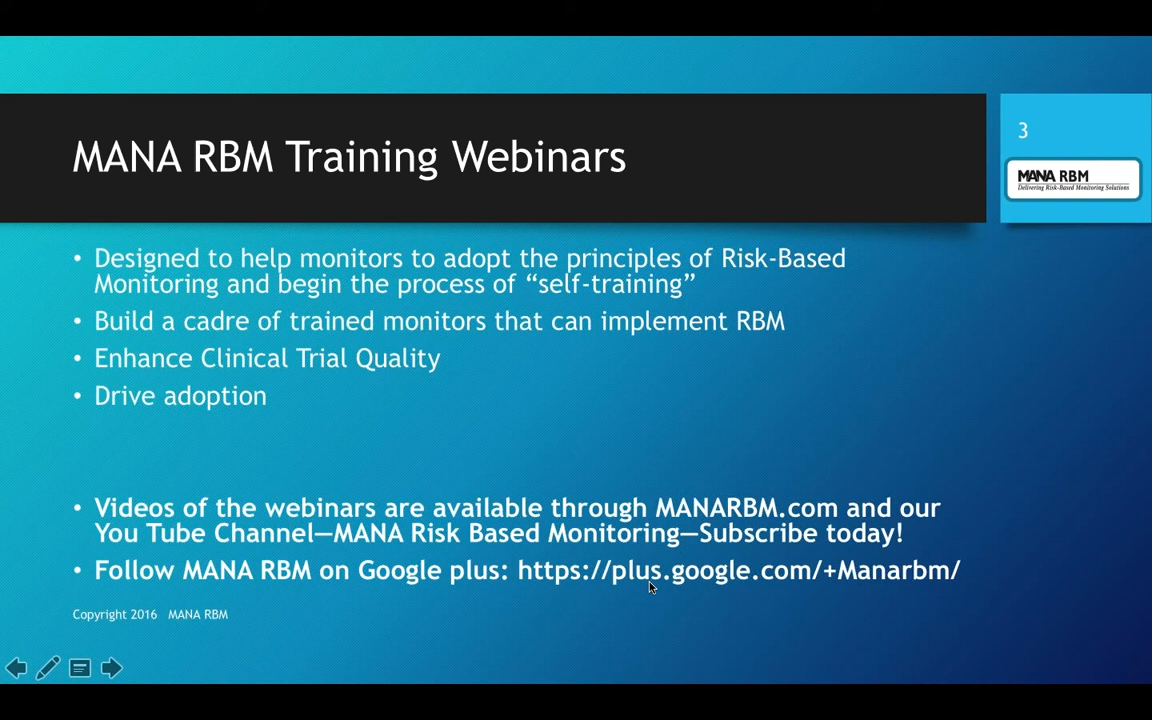 MANA RBM Training Webinars
3
MANA RBM
Delivering Risk-Based Monitoring Solutions
• Designed to help monitors to adopt the principles of Risk-Based
Monitoring and begin the process of “self-training”
• Build a cadre of trained monitors that can implement RBM
• Enhance Clinical Trial Quality
• Drive adoption
• Videos of the webinars are available through MANARBM.com and our
You Tube Channel—MANA Risk Based Monitoring—Subscribe today!
• Follow MANA RBM on Google plus: https://plus.google.com/+Manarbm/
Copyright 2016 MANA RBM